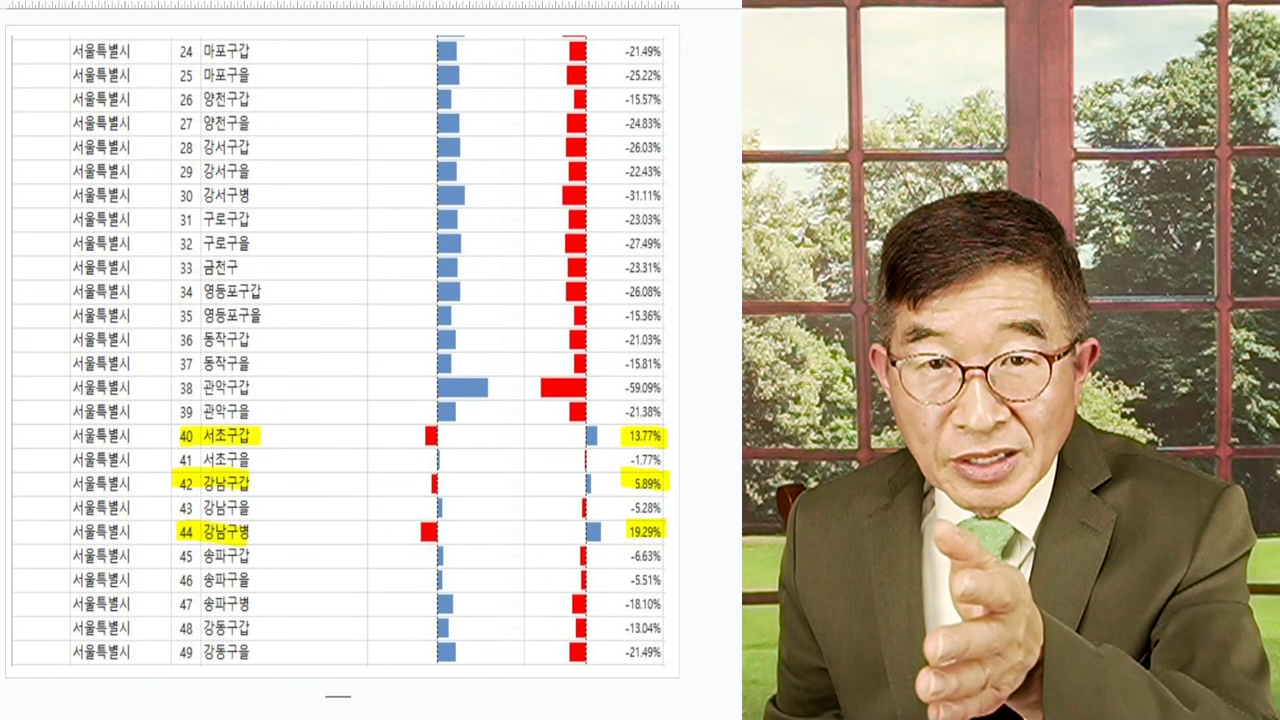 서울특별시 24 마포구갑 -21.49%
서울특별시 25 마포구을 -25.22%
서울특별시 26 양천구갑 -15.57%
서울특별시 27 양천구을 -24.83%
서울특별시 28 강서구갑 -26.03%
서울특별시 29 강서구을 -22.43%
서울특별시 30 강서구병 -31.11%
서울특별시 31 구로구갑 -23.03%
서울특별시 32 구로구을 -27.49%
서울특별시 33 금천구 -23.31%
서울특별시 34 영등포구갑 -26.08%
서울특별시 35 영등포구을 -15.36%
서울특별시 36 동작구갑 -21.03%
서울특별시 37 동작구을 -15.81%
서울특별시 38 관악구갑 -59.09%
서울특별시 39 관악구을 -21.38%
서울특별시 40 서초구갑 13.77%
서울특별시 41 서초구을 -1.77%
서울특별시 42 강남구갑 5.89%
서울특별시 43 강남구을 -5.28%
서울특별시 44 강남구병 19.29%
서울특별시 45 송파구갑 -6.63%
서울특별시 46 송파구을 -5.51%
서울특별시 47 송파구병 -18.10%
서울특별시 48 강동구갑 -13.04%
서울특별시 49 강동구을 -21.49%